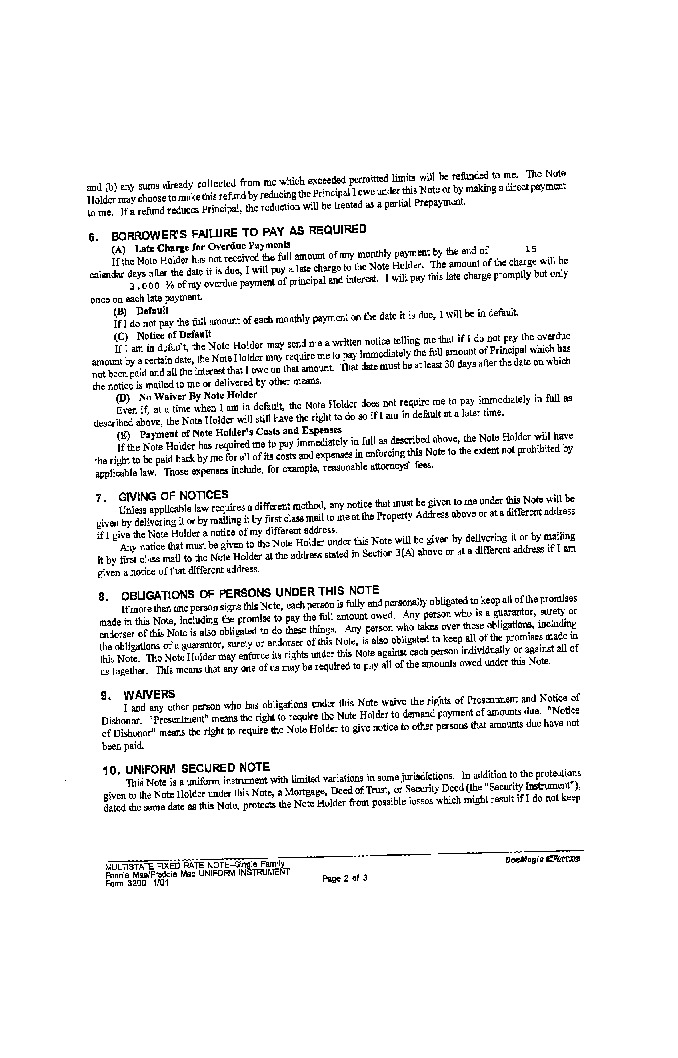 and (b) any sums already collected from me which exceeded permitted limits will be refunded to me. The Note
Holder may choose to make this refund by reducing the Principal I owe under this Note or by making a direct payment
to me. If a refund reduces Principal, the reduction will be treated as a partial Prepayment.
6. BORROWER'S FAILURE TO PAY AS REQUIRED
(A) Late Charge for Overdue Payments
If the Note Holder has not received the full amount of any monthly payment by the end of 15
calendar days after the date it is due, I will pay a late charge to the Note Holder. The amount of the charge will be
.000 % of my overdue payment of principal and interest. I will pay this late charge promptly but only
once on each late payment.
(B) Default
If I do not pay the full amount of each monthly payment on the date it is due, I will be in default.
(C) Notice of Default
If I am in default, the Note Holder may send me a written notice telling me that if I do not pay the overdue
amount by a certain date, the Note Holder may require me to pay immediately the full amount of Principal which has
not been paid and all the interest that I owe on that amount. That date must be at least 30 days after the date on which
the notice is mailed to me or delivered by other means.
(D) No Waiver By Note Holder
Even if, at a time when I am in default, the Note Holder does not require me to pay immediately in full as
described above, the Note Holder will still have the right to do so if I am in default at a later time.
(E) Payment of Note Holder's Costs and Expenses
If the Note Holder has required me to pay immediately in full as described above, the Note Holder will have
the right to be paid back by me for all of its costs and expenses in enforcing this Note to the extent not prohibited by
applicable law. Those expenses include, for example, reasonable attorneys' fees.
7. GIVING OF NOTICES
Unless applicable law requires a different method, any notice that must be given to me under this Note will be
given by delivering it or by mailing it by first class mail to me at the Property Address above or at a different address
if I give the Note Holder a notice of my different address.
Any notice that must be given to the Note Holder under this Note will be given by delivering it or by mailing
it by first class mail to the Note Holder at the address stated in Section 3(A) above or at a different address if I am
given a notice of that different address.
8. OBLIGATIONS OF PERSONS UNDER THIS NOTE
If more than one person signs this Note, each person is fully and personally obligated to keep all of the promises
made in this Note, including the promise to pay the full amount owed. Any person who is a guarantor, surety or
endorser of this Note is also obligated to do these things. Any person who takes over these obligations, including
the obligations of a guarantor, surety or endorser of this Note, is also obligated to keep all of the promises made in
this Note. The Note Holder may enforce its rights under this Note against each person individually or against all of
us together. This means that any one of us may be required to pay all of the amounts owed under this Note.
9. WAIVERS
I and any other person who has obligations under this Note waive the rights of Presentment and Notice of
Dishonor. "Presentment" means the right to require the Note Holder to demand payment of amounts due. "Notice
of Dishonor" means the right to require the Note Holder to give notice to other persons that amounts due have not
been paid.
10. UNIFORM SECURED NOTE
This Note is a uniform instrument with limited variations in some jurisdictions. In addition to the protections
given to the Note Holder under this Note, a Mortgage, Deed of Trust, or Security Deed (the "Security Instrument"),
dated the same date as this Note, protects the Note Holder from possible losses which might result if I do not keep
MULTISTATE FIXED RATE NOTE--Single Family
Fannie Mae/Freddie Mac UNIFORM INSTRUMENT
Form 3200 1/01
Page 2 of 3
DocMagic eForms